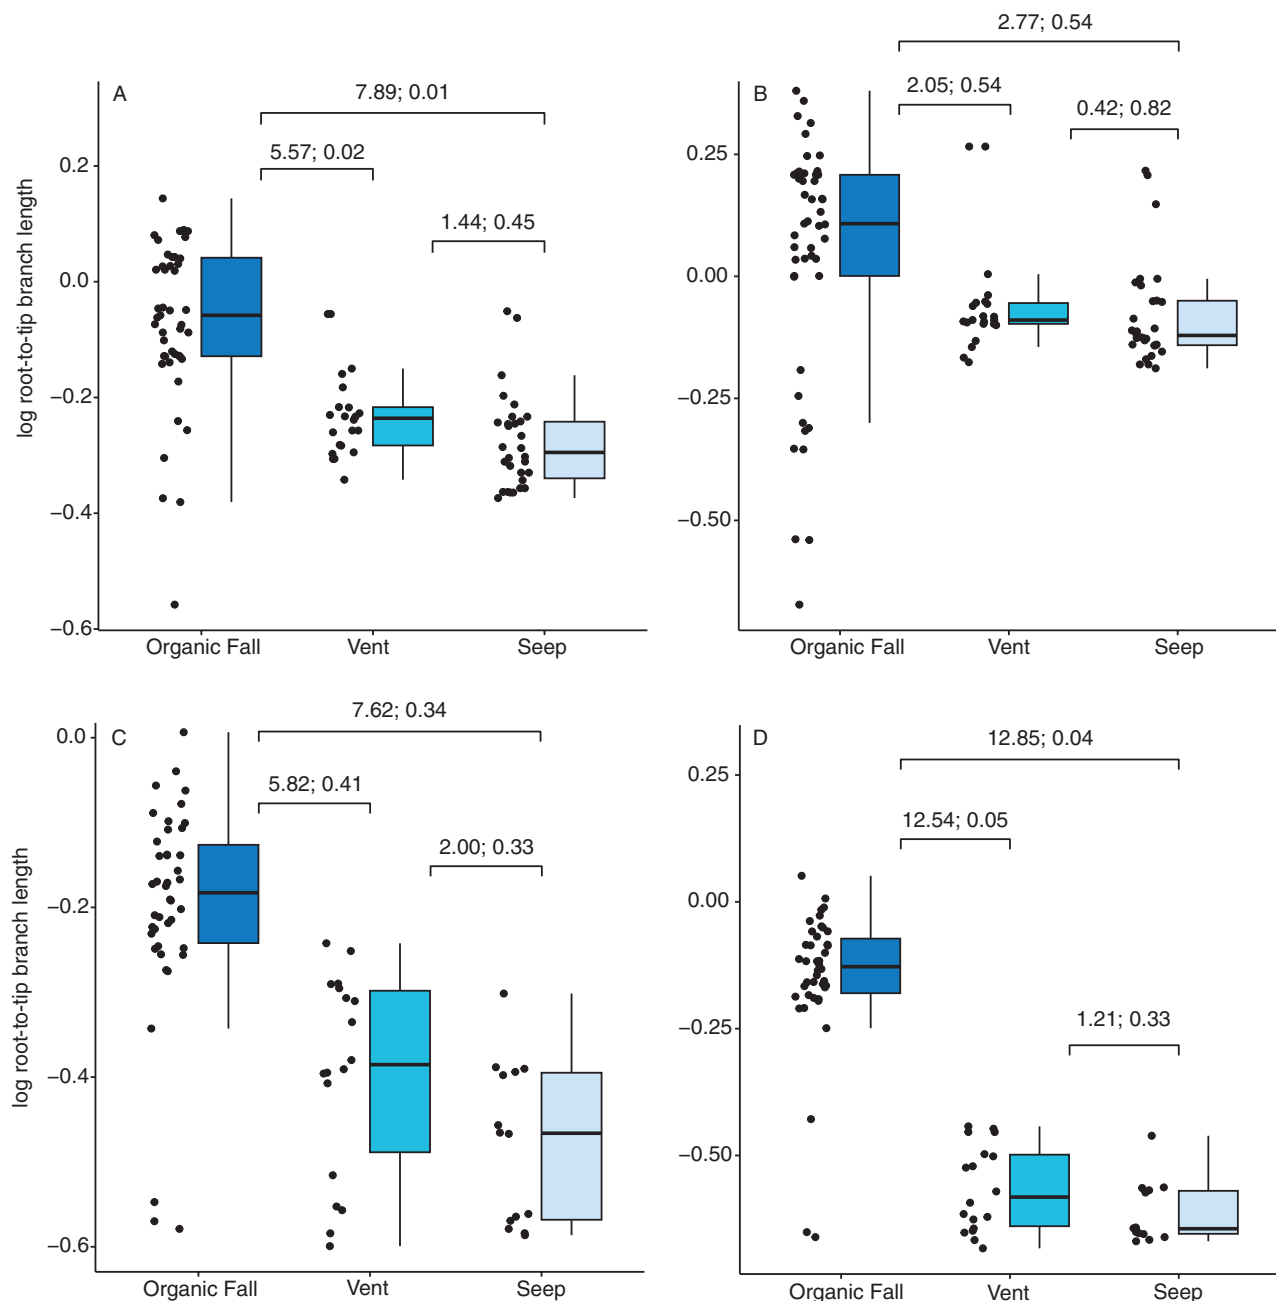 2.77; 0.54
A
7.89; 0.01
B
2.05; 0.54
0.42; 0.82
5.57; 0.02
1.44; 0.45
0.2
0.0
−0.2
−0.4
−0.6
log root-to-tip branch length
0.25
0.00
−0.25
−0.50
Organic Fall
Vent
Seep
Organic Fall
Vent
Seep
C
7.62; 0.34
5.82; 0.41
2.00; 0.33
0.0
−0.2
−0.4
−0.6
log root-to-tip branch length
D
12.85; 0.04
12.54; 0.05
1.21; 0.33
0.25
0.00
−0.25
−0.50
Organic Fall
Vent
Seep
Organic Fall
Vent
Seep